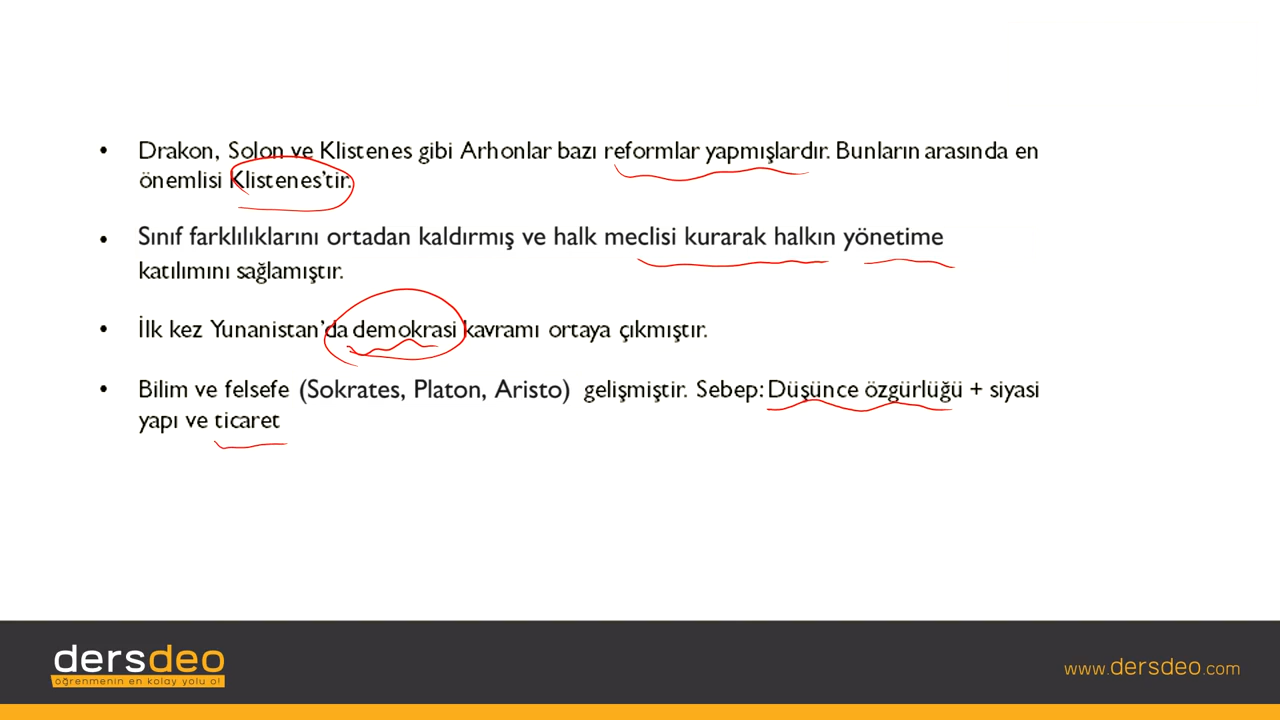 • Drakon, Solon ve Klistenes gibi Arhonlar bazı reformlar yapmışlardır. Bunların arasında en
önemlisi Klistenes'tir.
• Sınıf farklılıklarını ortadan kaldırmış ve halk meclisi kurarak halkın yönetime
katılımını sağlamıştır.
• İlk kez Yunanistan'da demokrasi kavramı ortaya çıkmıştır.
• Bilim ve felsefe (Sokrates, Platon, Aristo) gelişmiştir. Sebep: Düşünce özgürlüğü + siyasi
yapı ve ticaret
dersdeo
öğrenmenin en kolay yolu o!
www.dersdeo.com